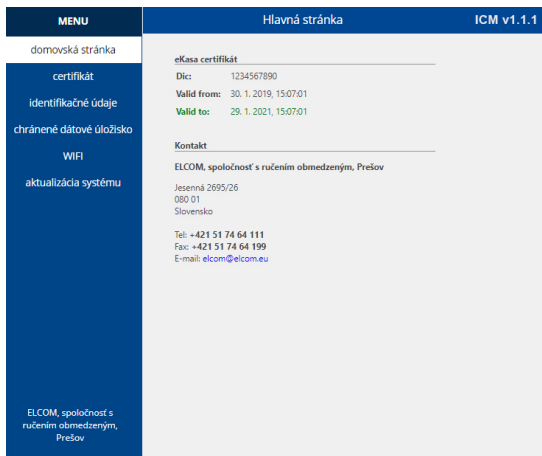 MENU
Hlavná stránka
ICM v1.1.1
domovská stránka
certifikát
identifikačné údaje
chránené dátové úložisko
WIFI
aktualizácia systému
ELCOM, spoločnosť s
ručením obmedzeným,
Prešov
eKasa certifikát
Dic: 1234567890
Valid from: 30. 1. 2019, 15:07:01
Valid to: 29. 1. 2021, 15:07:01
Kontakt
ELCOM, spoločnosť s ručením obmedzeným, Prešov
Jesenná 2695/26
080 01
Slovensko
Tel: +421 51 74 64 111
Fax: +421 51 74 64 199
E-mail: elcom@elcom.eu